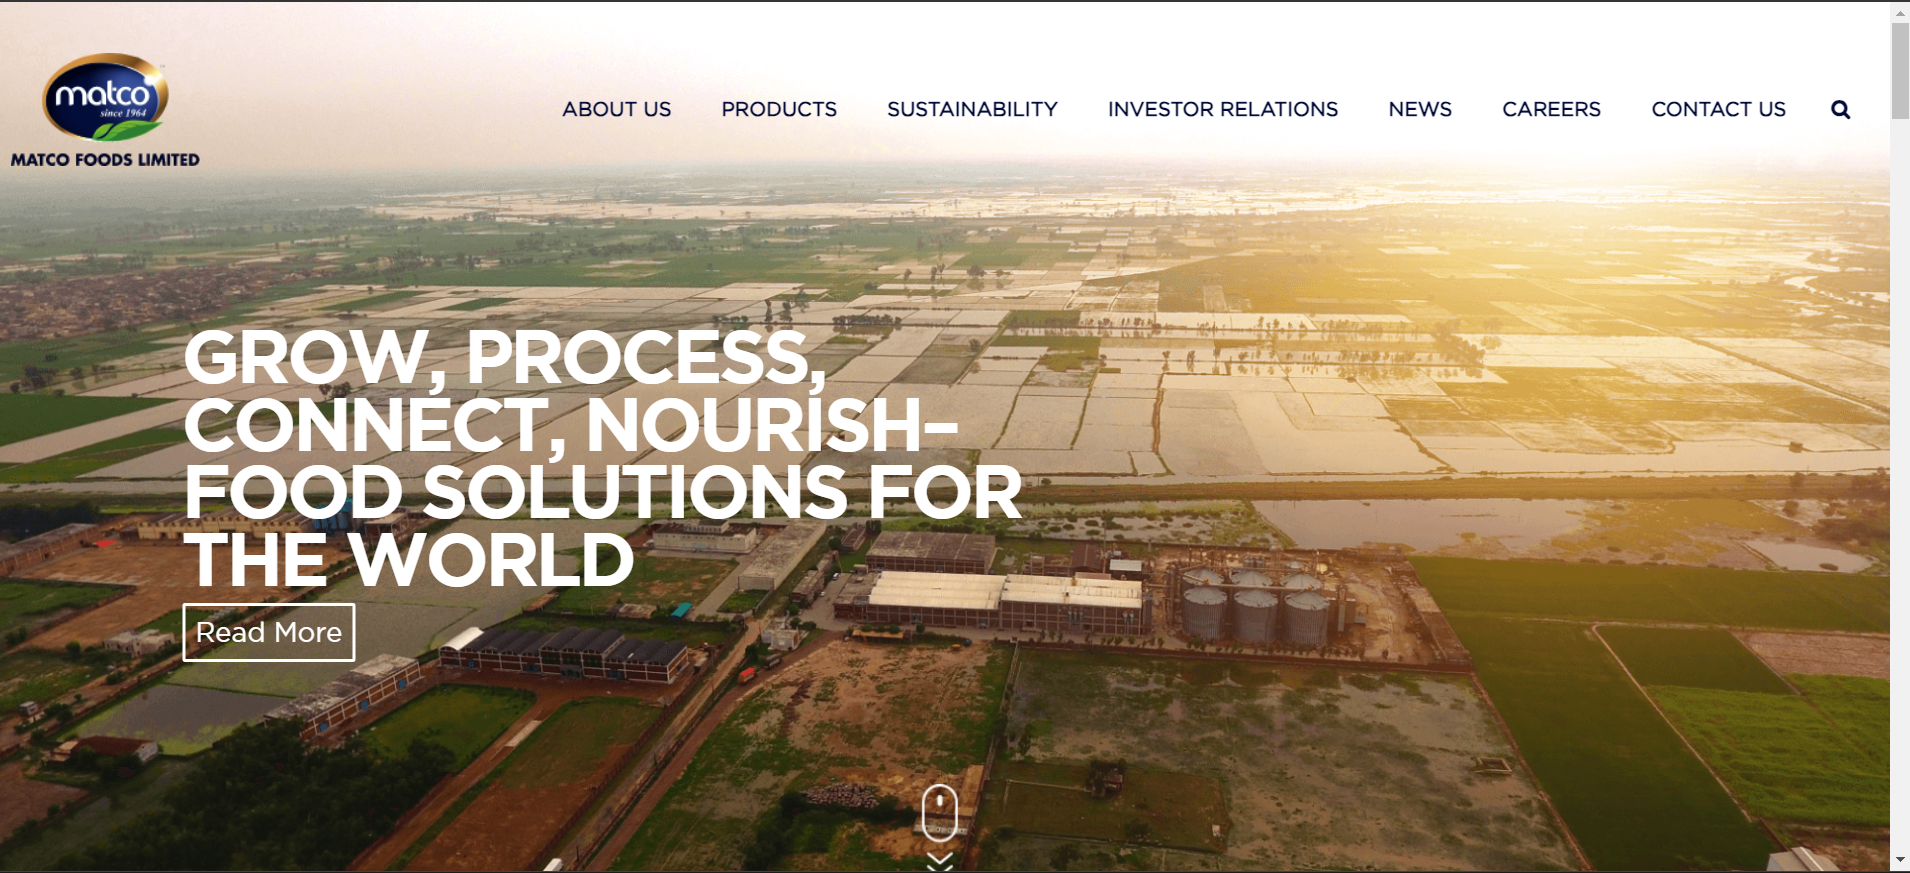 matco
since 1964
MATCO FOODS LIMITED
ABOUT US
PRODUCTS
SUSTAINABILITY
INVESTOR RELATIONS
NEWS
CAREERS
CONTACT US
GROW, PROCESS,
CONNECT, NOURISH–
FOOD SOLUTIONS FOR
THE WORLD
Read More